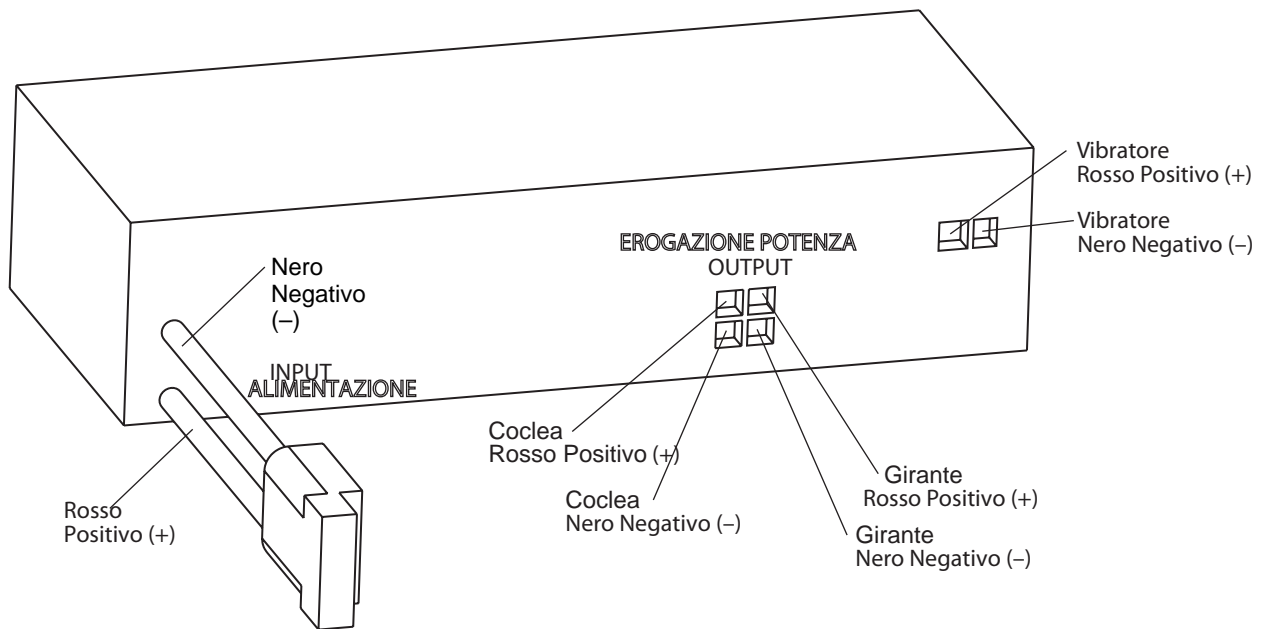 Vibratore
Rosso Positivo (+)
Vibratore
Nero Negativo (–)
EROGAZIONE POTENZA
OUTPUT
Nero
Negativo
(–)
INPUT
ALIMENTAZIONE
Coclea
Rosso Positivo (+)
Coclea
Nero Negativo (–)
Girante
Rosso Positivo (+)
Girante
Nero Negativo (–)
Rosso
Positivo (+)